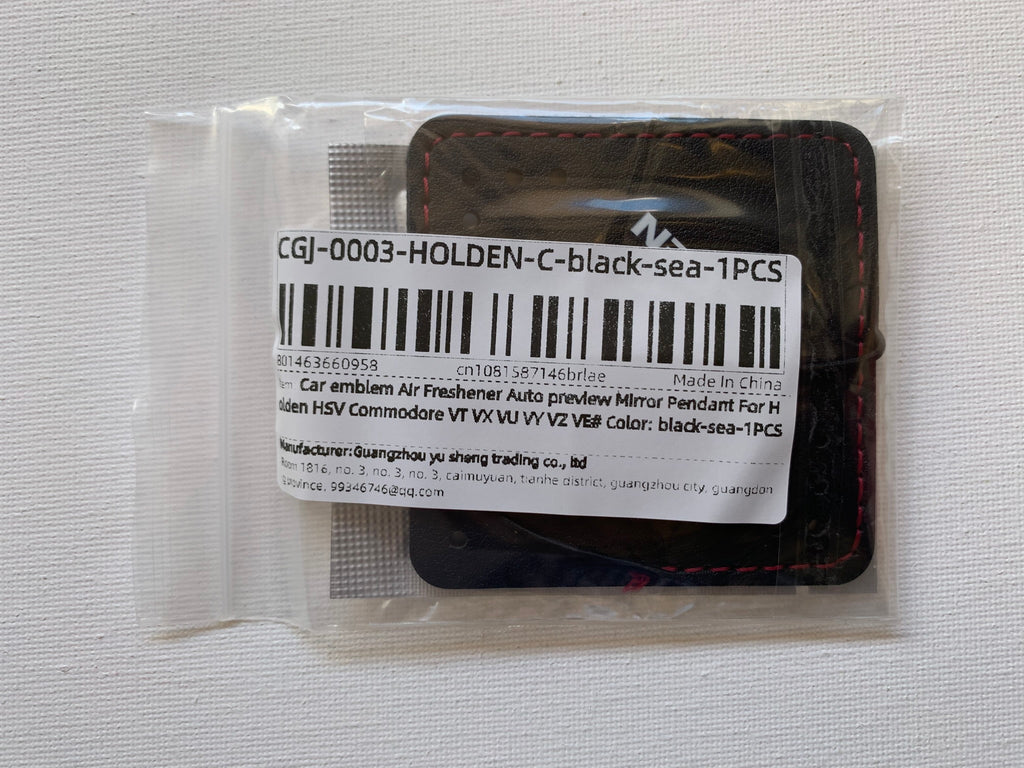 CGJ-0003-HOLDEN-C-black-sea-1PCS
801463660958 cn1081587146brlae Made In China
Item Car emblem Air Freshener Auto preview Mirror Pendant For H
olden HSV Commodore VT VX VU VY VZ VE# Color: black-sea-1PCS
Manufacturer:Guangzhou yu sheng trading co., ltd
Room 1816, no. 3, no. 3, no. 3, caimuyuan, tianhe district, guangzhou city, guangdon
g province, 99346746@qq.com